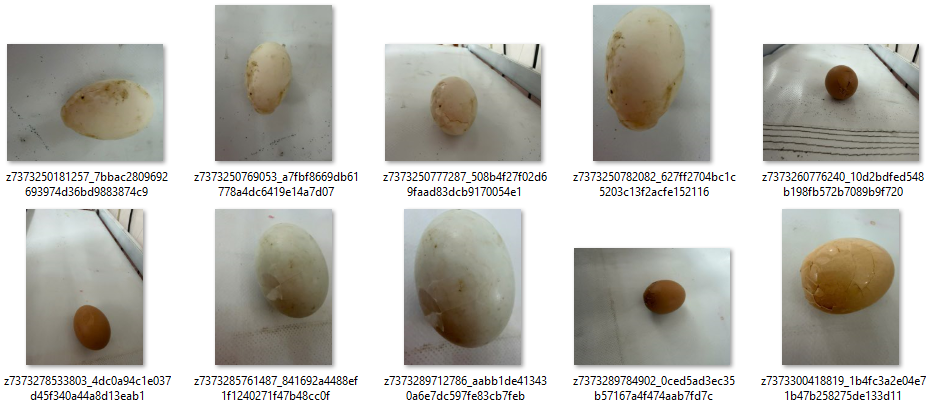 z7373250181257_7bbac2809692
693974d36bd9883874c9
z7373250769053_a7fbf8669db61
778a4dc6419e14a7d07
z7373250777287_508b4f27f02d6
9faad83dcb9170054e1
z7373250782082_627ff2704bc1c
5203c13f2acfe152116
z7373260776240_10d2bdfed548
b198fb572b7089b9f720
z7373278533803_4dc0a94c1e037
d45f340a44a8d13eab1
z7373285761487_841692a4488ef
1f1240271f47b48cc0f
z7373289712786_aabb1de41343
0a6e7dc597fe83cb7feb
z7373289784902_0ced5ad3ec35
b57167a4f474aab7fd7c
z7373300418819_1b4fc3a2e04e7
1b47b258275de133d11